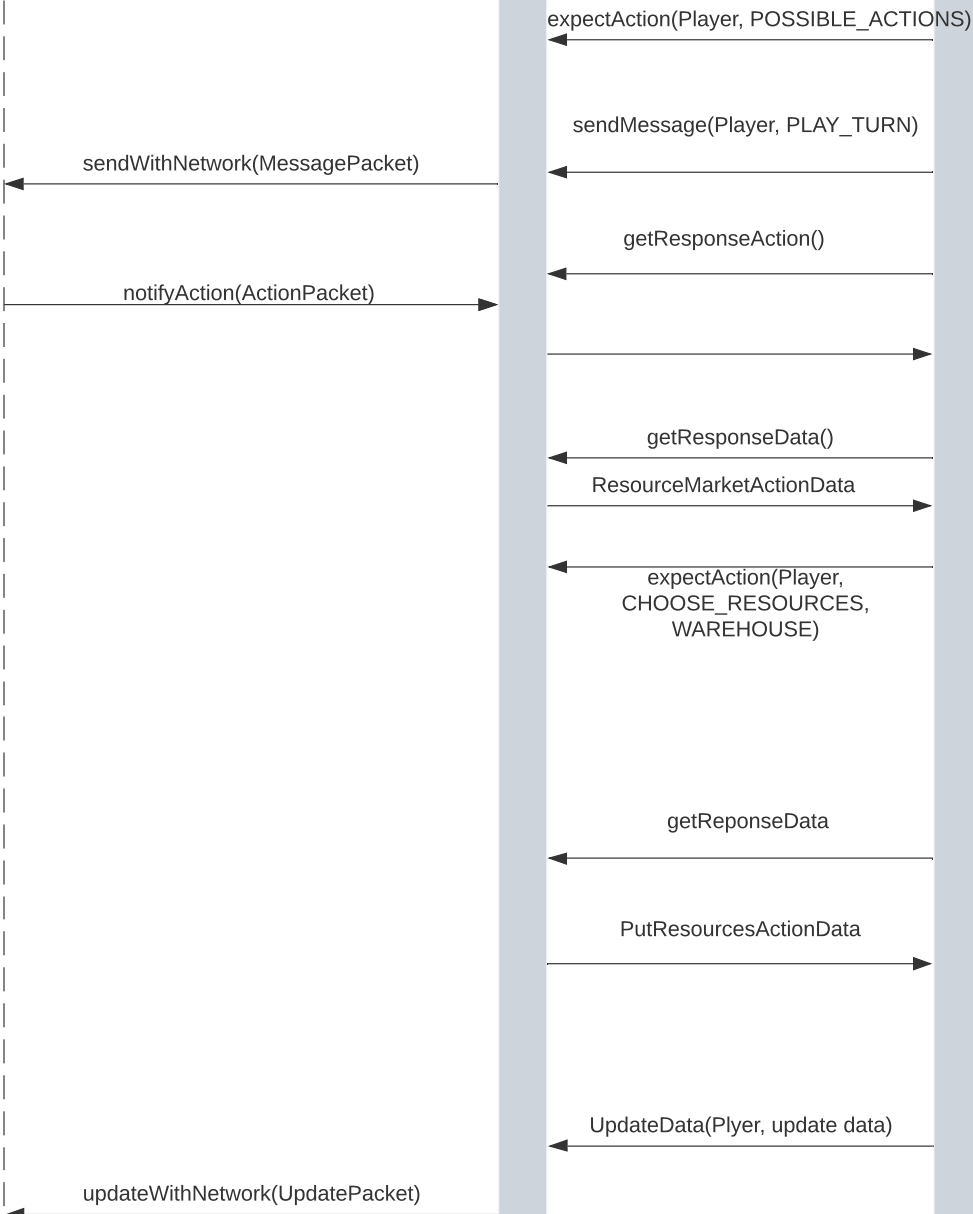 expectAction(Player, POSSIBLE_ACTIONS)
sendMessage(Player, PLAY_TURN)
sendWithNetwork(MessagePacket)
getResponseAction()
notifyAction(ActionPacket)
getResponseData()
ResourceMarketActionData
expectAction(Player,
CHOOSE_RESOURCES,
WAREHOUSE)
getReponseData
PutResourcesActionData
UpdateData(Plyer, update data)
updateWithNetwork(UpdatePacket)